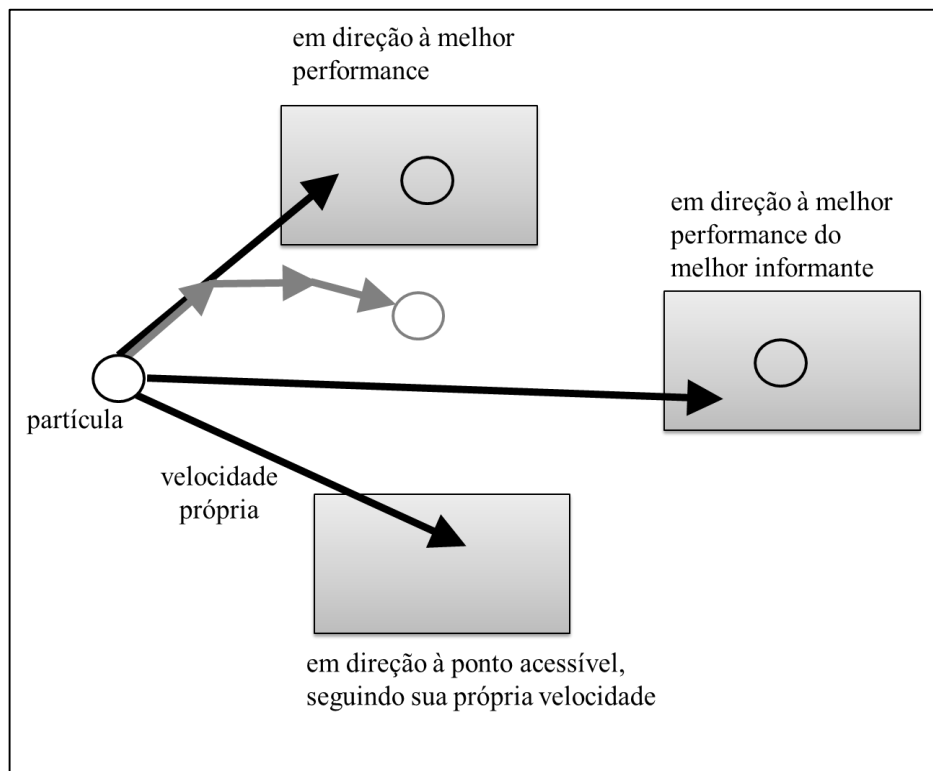 em direção à melhor
performance
em direção à melhor
performance do
melhor informante
partícula
velocidade
própria
em direção à ponto acessível,
seguindo sua própria velocidade